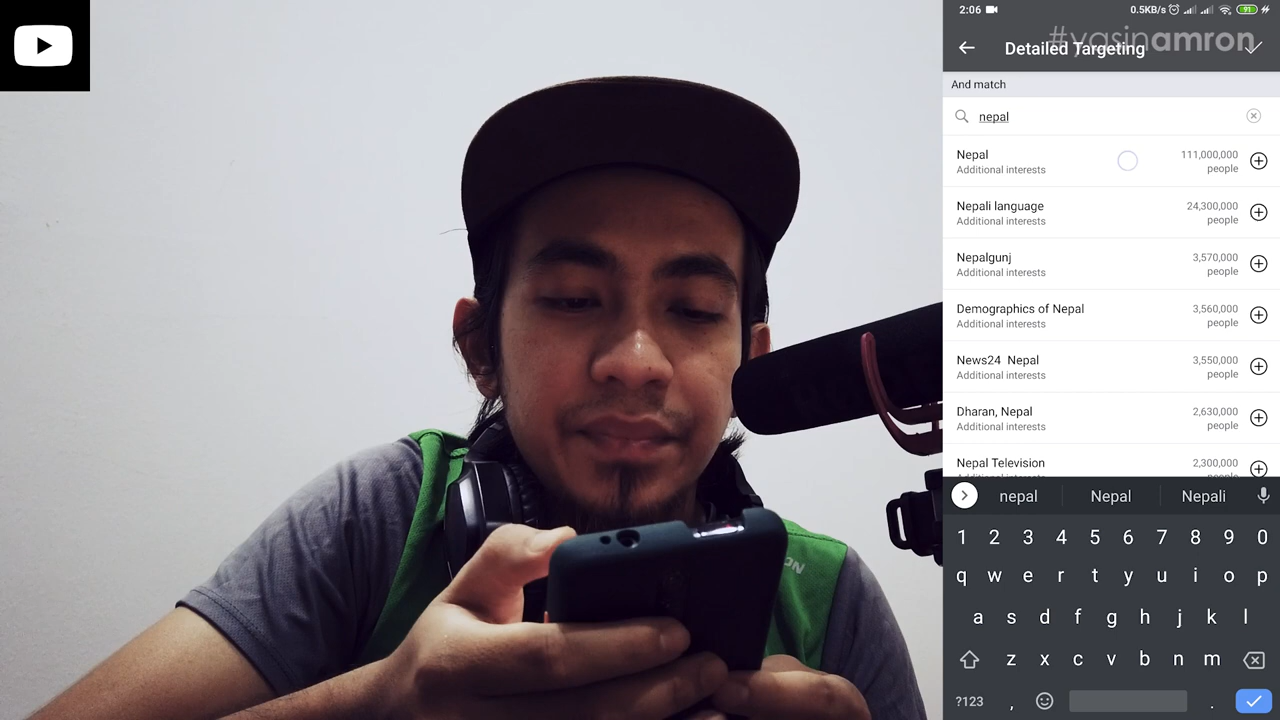 2:06
0.5KB/s
91
#yasinamron
Detailed Targeting
And match
nepal
Nepal
Additional interests
111,000,000
people
Nepali language
Additional interests
24,300,000
people
Nepalgunj
Additional interests
3,570,000
people
Demographics of Nepal
Additional interests
3,560,000
people
News24 Nepal
Additional interests
3,550,000
people
Dharan, Nepal
Additional interests
2,630,000
people
Nepal Television
Additional interests
2,300,000
people
nepal Nepal Nepali
1 2 3 4 5 6 7 8 9 0
q w e r t y u i o p
a s d f g h j k l
z x c v b n m
?123 , .